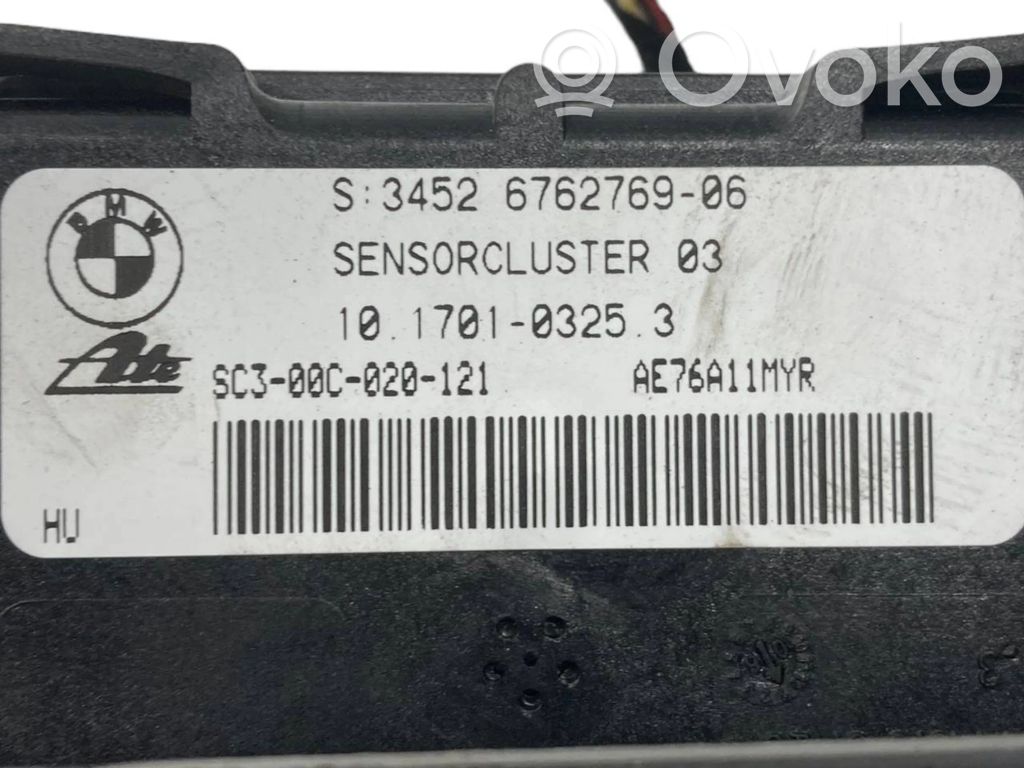 Ovoko
S:3452 6762769-06
BMW
SENSORCLUSTER 03
10.1701-0325.3
Ate
SC3-00C-020-121 AE76A11MYR
HU